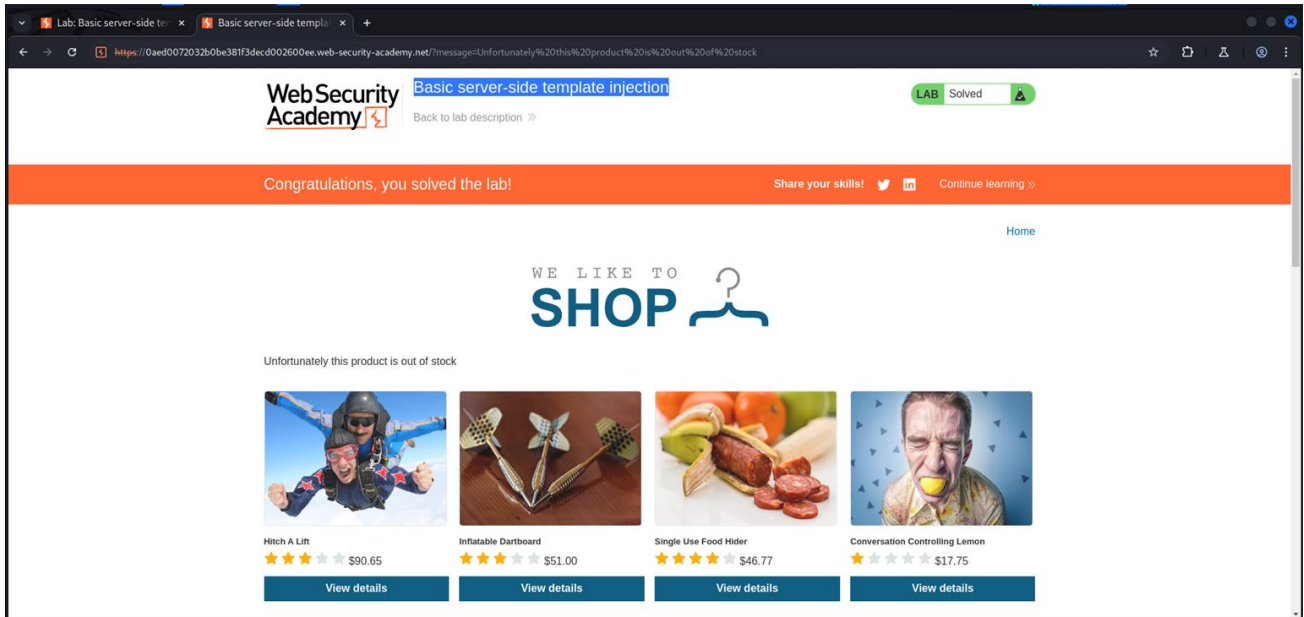 Lab: Basic server-side ter
Basic server-side templa
https://0aed0072032b0be381f3decd002600ee.web-security-academy.net/?message=Unfortunately%20this%20product%20is%20out%20of%20stock
WebSecurity
Academy
Basic server-side template injection
Back to lab description
LAB Solved
Congratulations, you solved the lab!
Share your skills!
Continue learning
Home
WE LIKE TO
SHOP
Unfortunately this product is out of stock
Hitch A Lift
$90.65
View details
Inflatable Dartboard
$51.00
View details
Single Use Food Hider
$46.77
View details
Conversation Controlling Lemon
$17.75
View details